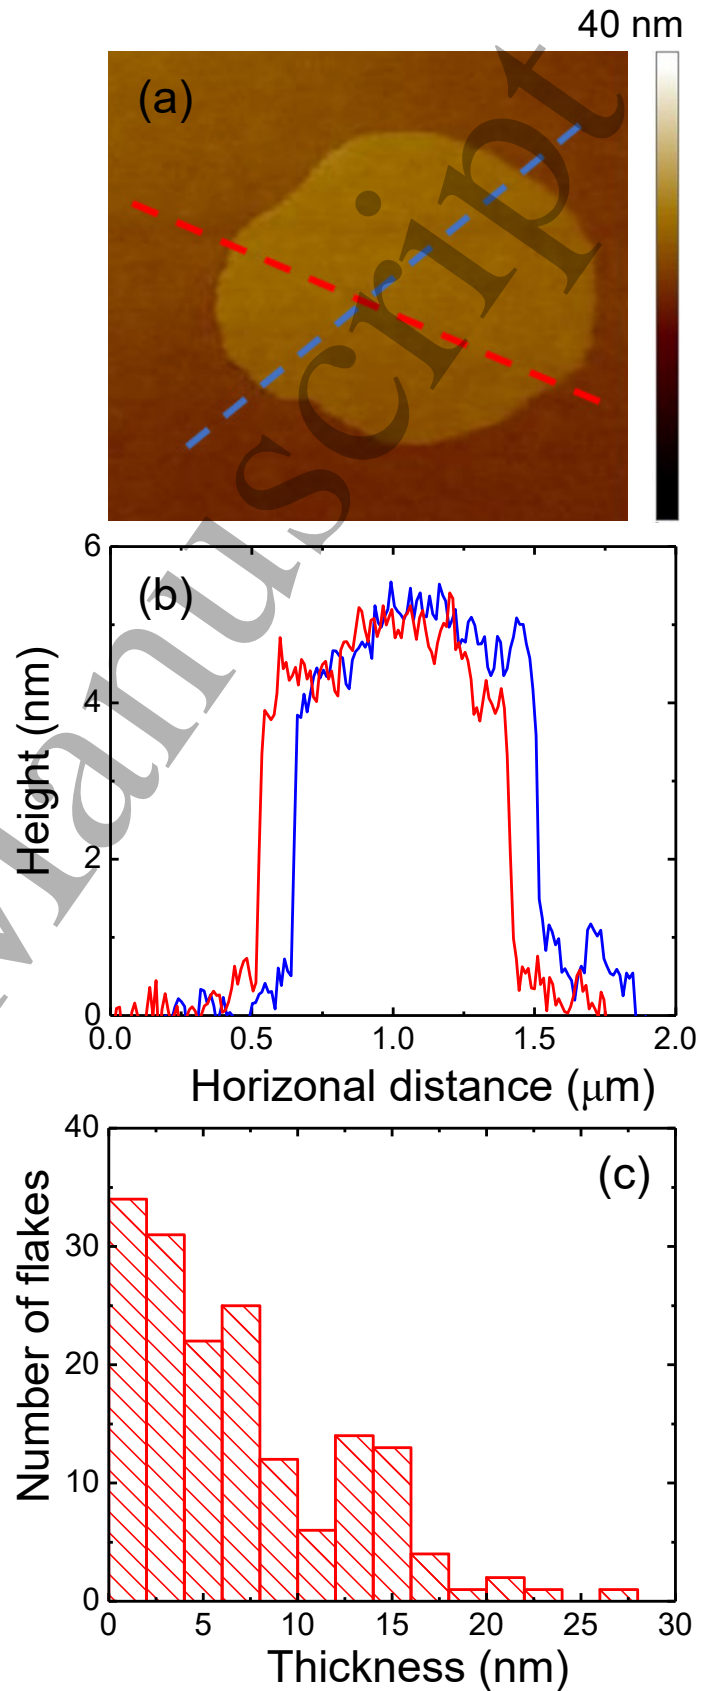 40 nm
(a)
Manuscript
6
(b)
4
2
0
Height (nm)
0.0 0.5 1.0 1.5 2.0
Horizonal distance (μm)
40
(c)
30
20
10
0
Number of flakes
0 5 10 15 20 25 30
Thickness (nm)